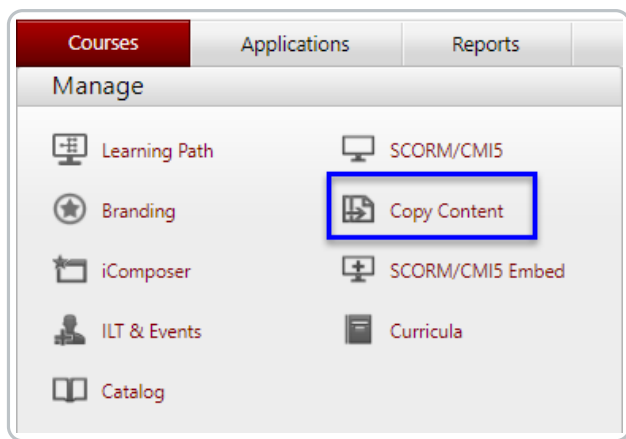 Courses Applications Reports
Manage
Learning Path SCORM/CMI5
Branding Copy Content
iComposer SCORM/CMI5 Embed
ILT & Events Curricula
Catalog